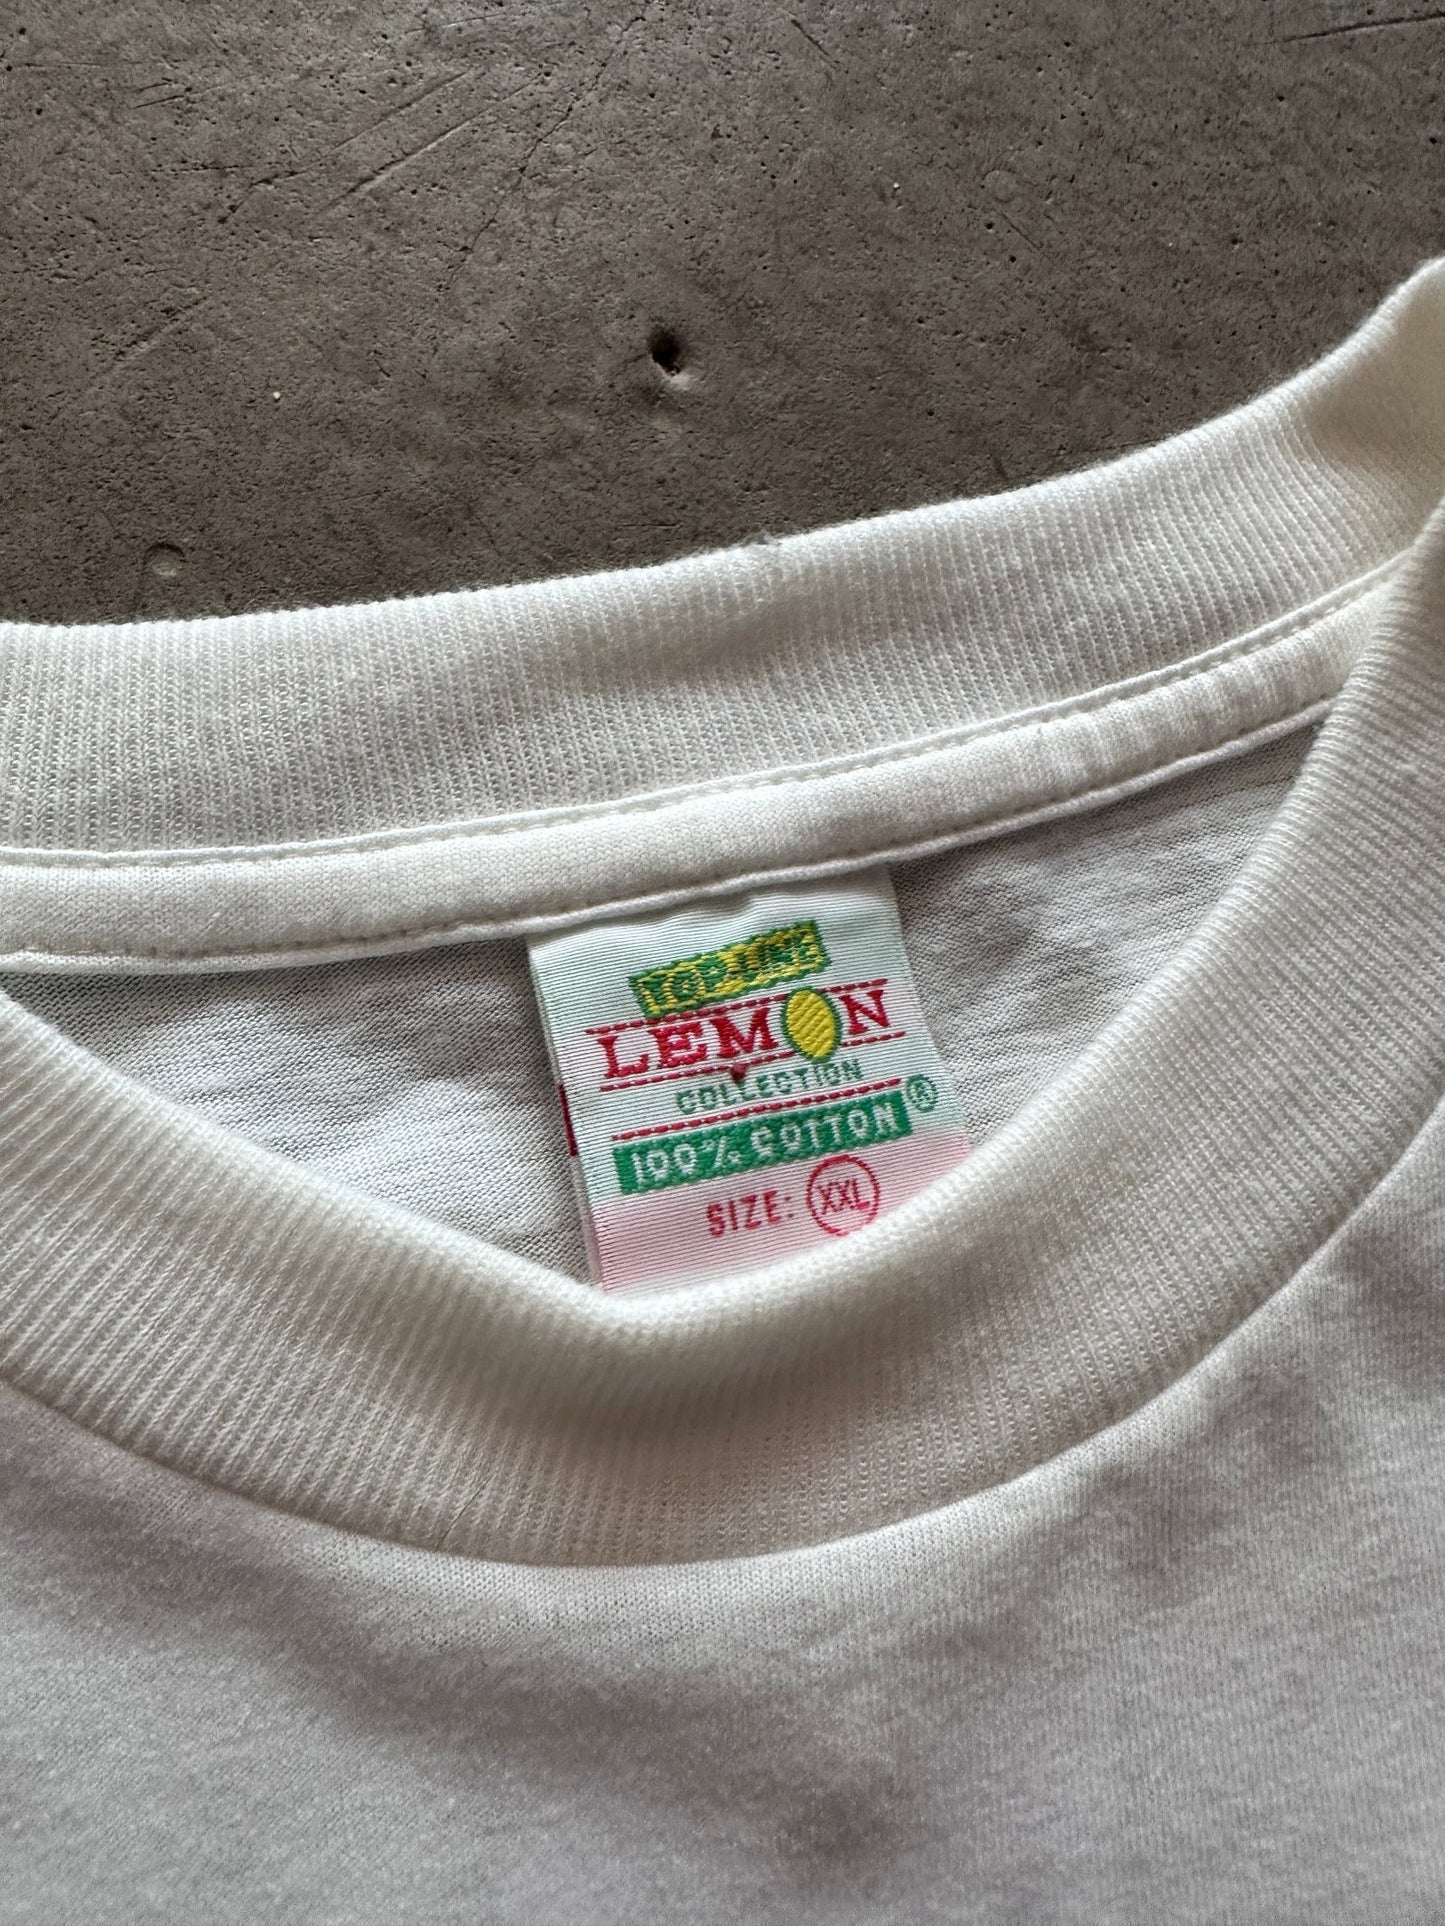 TOP LINE
LEMON
COLLECTION
100% COTTON ®
SIZE: XXL